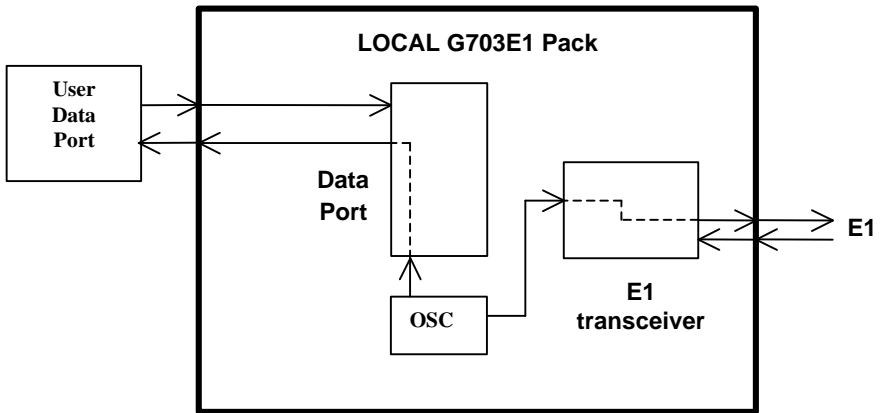 LOCAL G703E1 Pack
User
Data
Port
Data
Port
E1
E1
transceiver
OSC